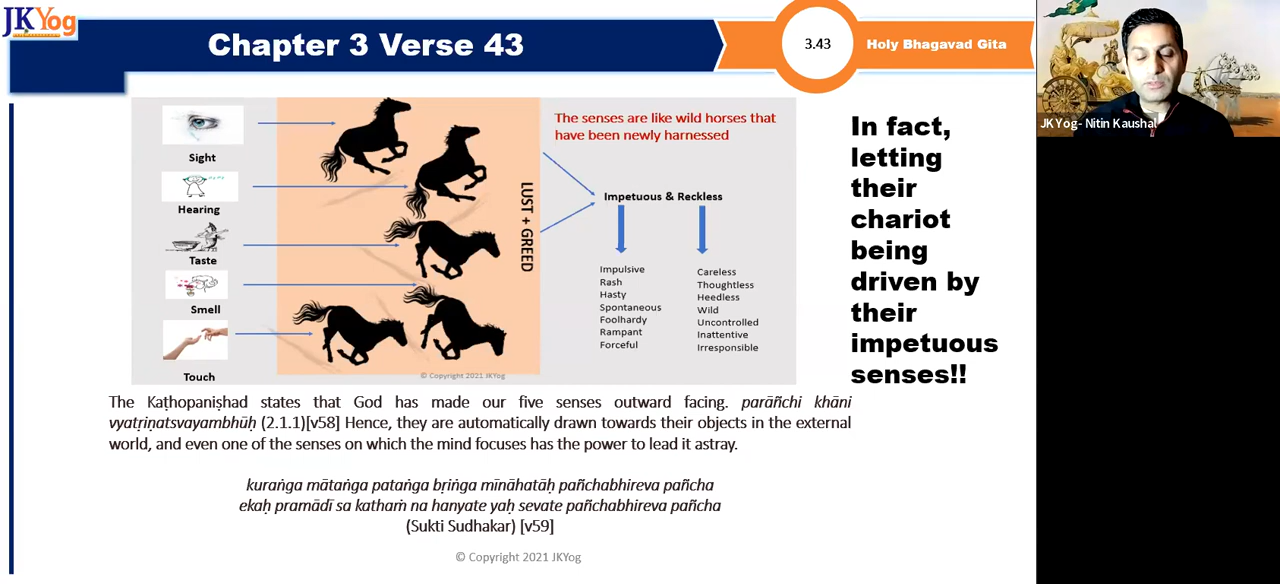 JKYog
Chapter 3 Verse 43
3.43
Holy Bhagavad Gita
JKYog- Nitin Kaushal
Sight
Hearing
Taste
Smell
Touch
LUST + GREED
The senses are like wild horses that
have been newly harnessed
Impetuous & Reckless
Impulsive
Rash
Hasty
Spontaneous
Foolhardy
Rampant
Forceful
Careless
Thoughtless
Heedless
Wild
Uncontrolled
Inattentive
Irresponsible
© Copyright 2021 JKYog
In fact,
letting
their
chariot
being
driven by
their
impetuous
senses!!
The Kaṭhopaniṣhad states that God has made our five senses outward facing. parāñchi khāni
vyatṛiṇatsvayambhūḥ (2.1.1)[v58] Hence, they are automatically drawn towards their objects in the external
world, and even one of the senses on which the mind focuses has the power to lead it astray.
kuraṅga mātaṅga pataṅga bṛiṅga mīnāhatāḥ pañchabhireva pañcha
ekaḥ pramādī sa kathaṁ na hanyate yaḥ sevate pañchabhireva pañcha
(Sukti Sudhakar) [v59]
© Copyright 2021 JKYog